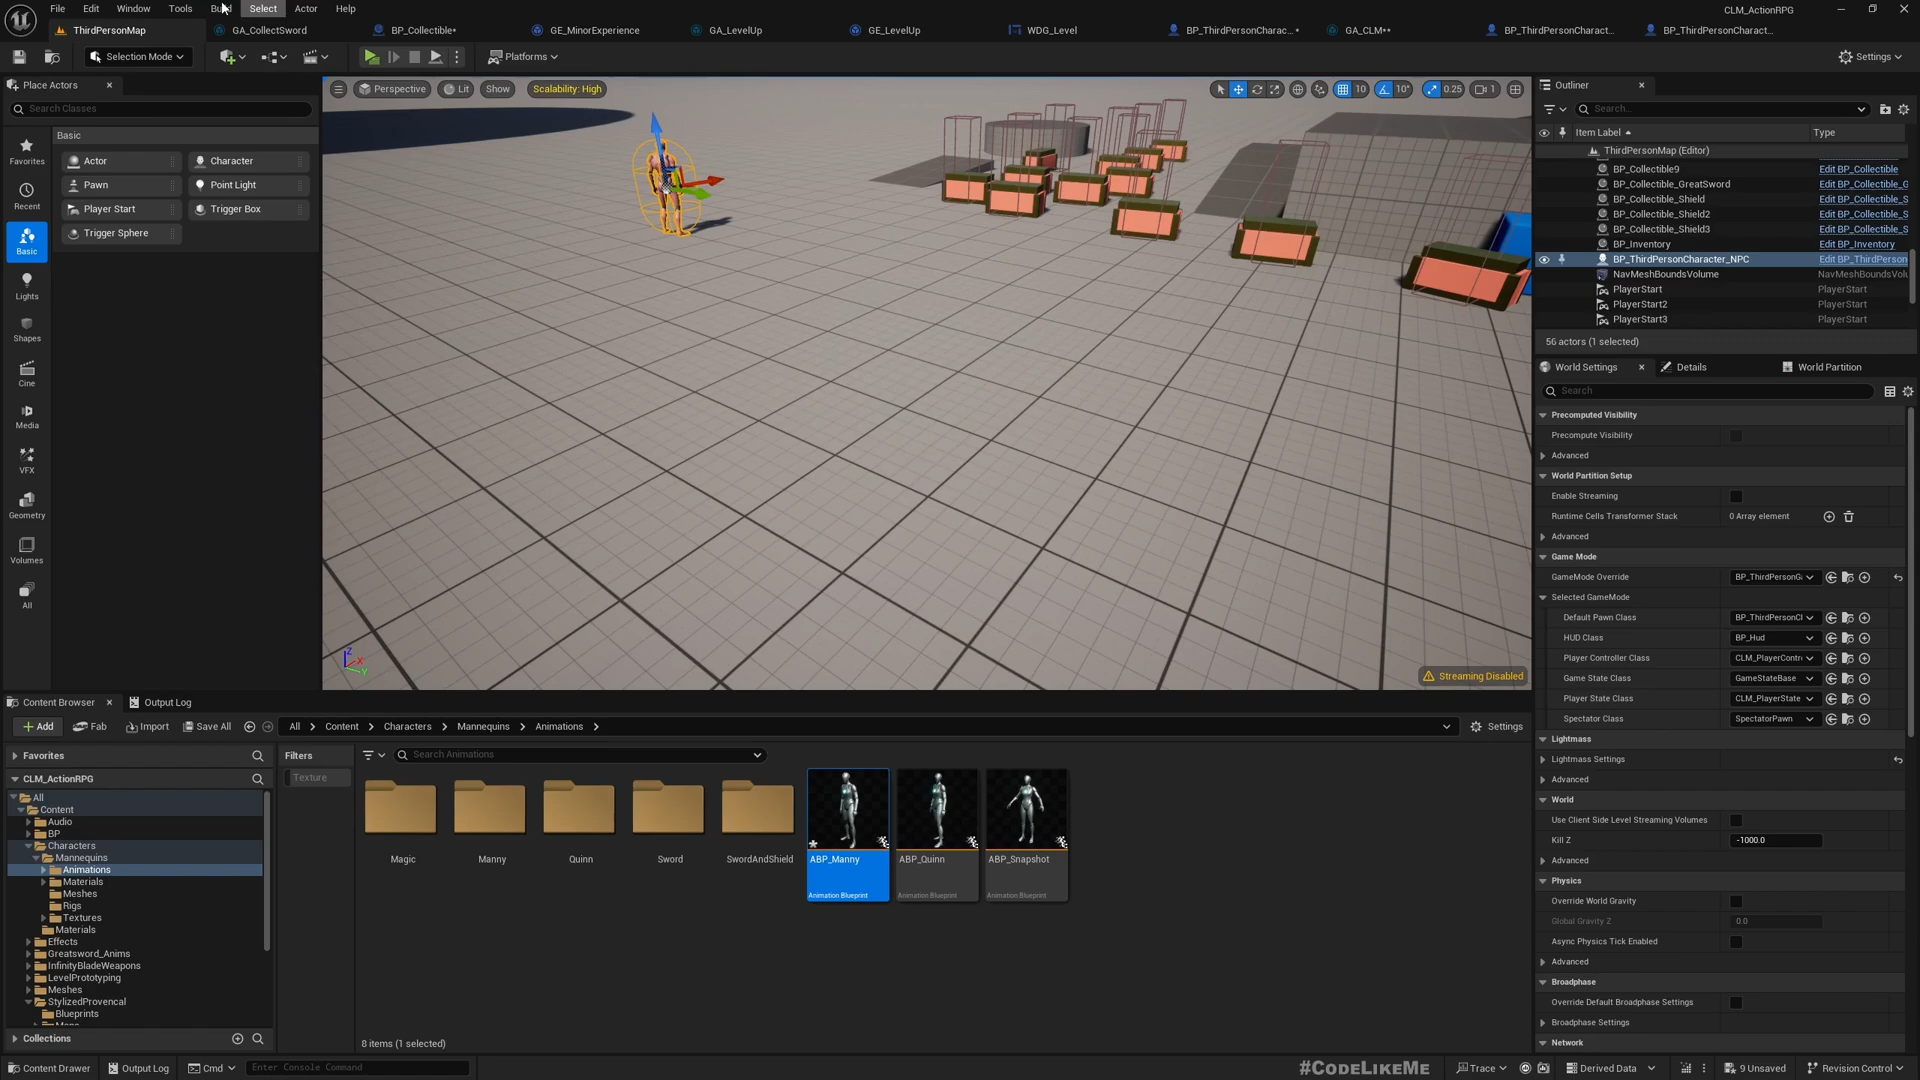 File Edit Window Tools Build Select Actor Help
CLM_ActionRPG
ThirdPersonMap
GA_CollectSword
BP_Collectible*
GE_MinorExperience
GA_LevelUp
GE_LevelUp
WDG_Level
BP_ThirdPersonCharac...*
GA_CLM**
BP_ThirdPersonCharact...
BP_ThirdPersonCharact...
Selection Mode
Platforms
Settings
Place Actors
Search Classes
Basic
Favorites
Recent
Basic
Lights
Shapes
Cine
Media
VFX
Geometry
Volumes
All
Actor
Character
Pawn
Point Light
Player Start
Trigger Box
Trigger Sphere
Perspective
Lit
Show
Scalability: High
10
10°
0.25
1
Streaming Disabled
Outliner
Search...
Item Label
Type
ThirdPersonMap (Editor)
BP_Collectible9 Edit BP_Collectible
BP_Collectible_GreatSword Edit BP_Collectible_G
BP_Collectible_Shield Edit BP_Collectible_S
BP_Collectible_Shield2 Edit BP_Collectible_S
BP_Collectible_Shield3 Edit BP_Collectible_S
BP_Inventory Edit BP_Inventory
BP_ThirdPersonCharacter_NPC Edit BP_ThirdPerson
NavMeshBoundsVolume NavMeshBoundsVolu
PlayerStart PlayerStart
PlayerStart2 PlayerStart
PlayerStart3 PlayerStart
56 actors (1 selected)
World Settings
Details
World Partition
Search
Precomputed Visibility
Precompute Visibility
Advanced
World Partition Setup
Enable Streaming
Runtime Cells Transformer Stack 0 Array element
Advanced
Game Mode
GameMode Override BP_ThirdPersonG
Selected GameMode
Default Pawn Class BP_ThirdPersonCl
HUD Class BP_Hud
Player Controller Class CLM_PlayerContr
Game State Class GameStateBase
Player State Class CLM_PlayerState
Spectator Class SpectatorPawn
Lightmass
Lightmass Settings
Advanced
World
Use Client Side Level Streaming Volumes
Kill Z -1000.0
Advanced
Physics
Override World Gravity
Global Gravity Z 0.0
Async Physics Tick Enabled
Advanced
Broadphase
Override Default Broadphase Settings
Broadphase Settings
Network
Content Browser
Output Log
Add
Fab
Import
Save All
All > Content > Characters > Mannequins > Animations >
Settings
Favorites
CLM_ActionRPG
All
Content
Audio
BP
Characters
Mannequins
Animations
Materials
Meshes
Rigs
Textures
Materials
Effects
Greatsword_Anims
InfinityBladeWeapons
LevelPrototyping
Meshes
StylizedProvencal
Blueprints
Collections
Filters
Texture
Search Animations
Magic
Manny
Quinn
Sword
SwordAndShield
ABP_Manny
Animation Blueprint
ABP_Quinn
Animation Blueprint
ABP_Snapshot
Animation Blueprint
8 items (1 selected)
Content Drawer
Output Log
Cmd
Enter Console Command
#CODELIKEME
Trace
Derived Data
9 Unsaved
Revision Control